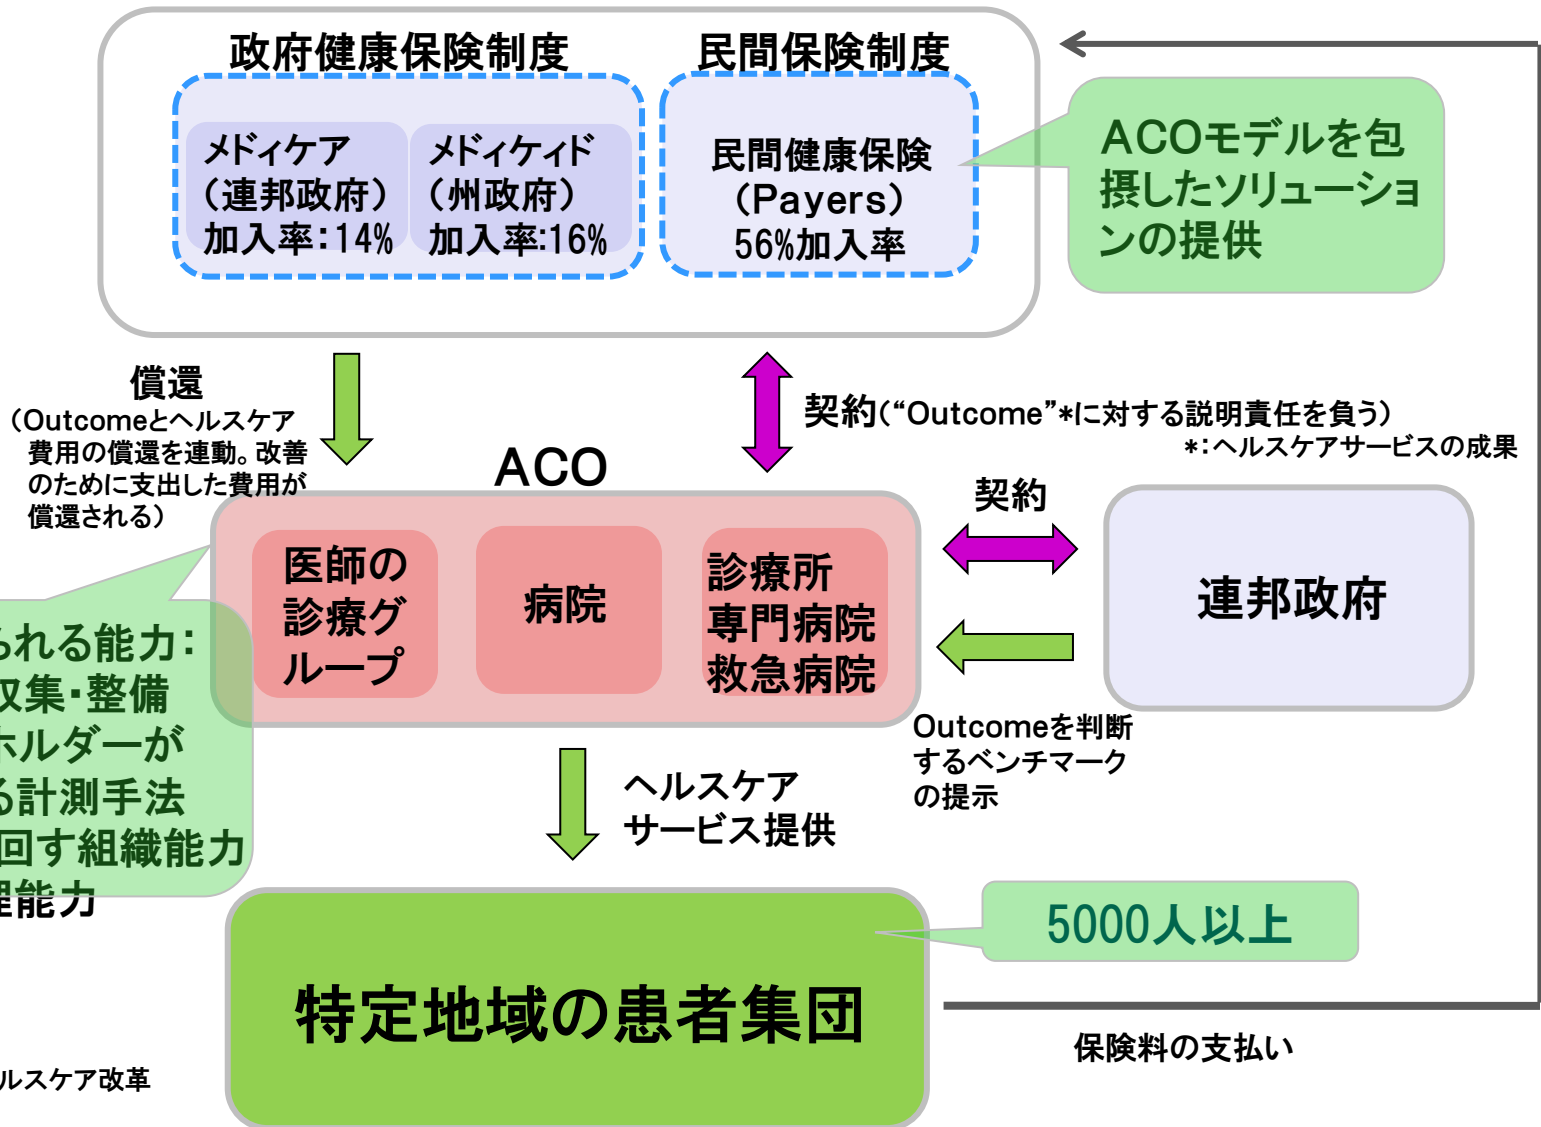 政府健康保険制度
民間保険制度
メディケア
（連邦政府）
加入率：14%
メディケイド
（州政府）
加入率:16%
民間健康保険
（Payers）
56%加入率
ACOモデルを包
摂したソリューショ
ンの提供
償還
（Outcomeとヘルスケア
費用の償還を連動。改善
のために支出した費用が
償還される）
契約(“Outcome”*に対する説明責任を負う）
*：ヘルスケアサービスの成果
ACO
医師の
診療グ
ループ
病院
診療所
専門病院
救急病院
契約
連邦政府
Outcomeを判断
するベンチマーク
の提示
られる能力：
収集・整備
ホルダーが
る計測手法
回す組織能力
理能力
ヘルスケア
サービス提供
5000人以上
特定地域の患者集団
保険料の支払い
ルスケア改革